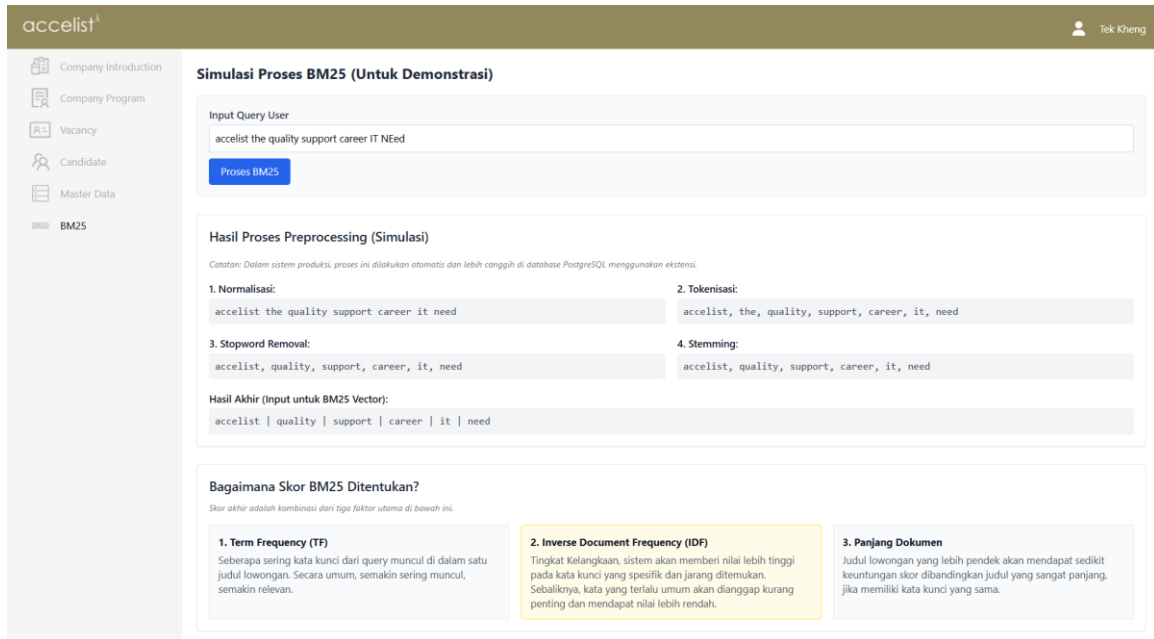 accelist
Tek Kheng
Company Introduction
Company Program
Vacancy
Candidate
Master Data
BM25
Simulasi Proses BM25 (Untuk Demonstrasi)
Input Query User
accelist the quality support career IT NEed
Proses BM25
Hasil Proses Preprocessing (Simulasi)
Catatan: Dalam sistem produksi, proses ini dilakukan otomatis dan lebih canggih di database PostgreSQL menggunakan ekstensi.
1. Normalisasi:
accelist the quality support career it need
2. Tokenisasi:
accelist, the, quality, support, career, it, need
3. Stopword Removal:
accelist, quality, support, career, it, need
4. Stemming:
accelist, quality, support, career, it, need
Hasil Akhir (Input untuk BM25 Vector):
accelist | quality | support | career | it | need
Bagaimana Skor BM25 Ditentukan?
Skor akhir adalah kombinasi dari tiga faktor utama di bawah ini.
1. Term Frequency (TF)
Seberapa sering kata kunci dari query muncul di dalam satu
judul lowongan. Secara umum, semakin sering muncul,
semakin relevan.
2. Inverse Document Frequency (IDF)
Tingkat Kelangkaan, sistem akan memberi nilai lebih tinggi
pada kata kunci yang spesifik dan jarang ditemukan.
Sebaliknya, kata yang terlalu umum akan dianggap kurang
penting dan mendapat nilai lebih rendah.
3. Panjang Dokumen
Judul lowongan yang lebih pendek akan mendapat sedikit
keuntungan skor dibandingkan judul yang sangat panjang,
jika memiliki kata kunci yang sama.